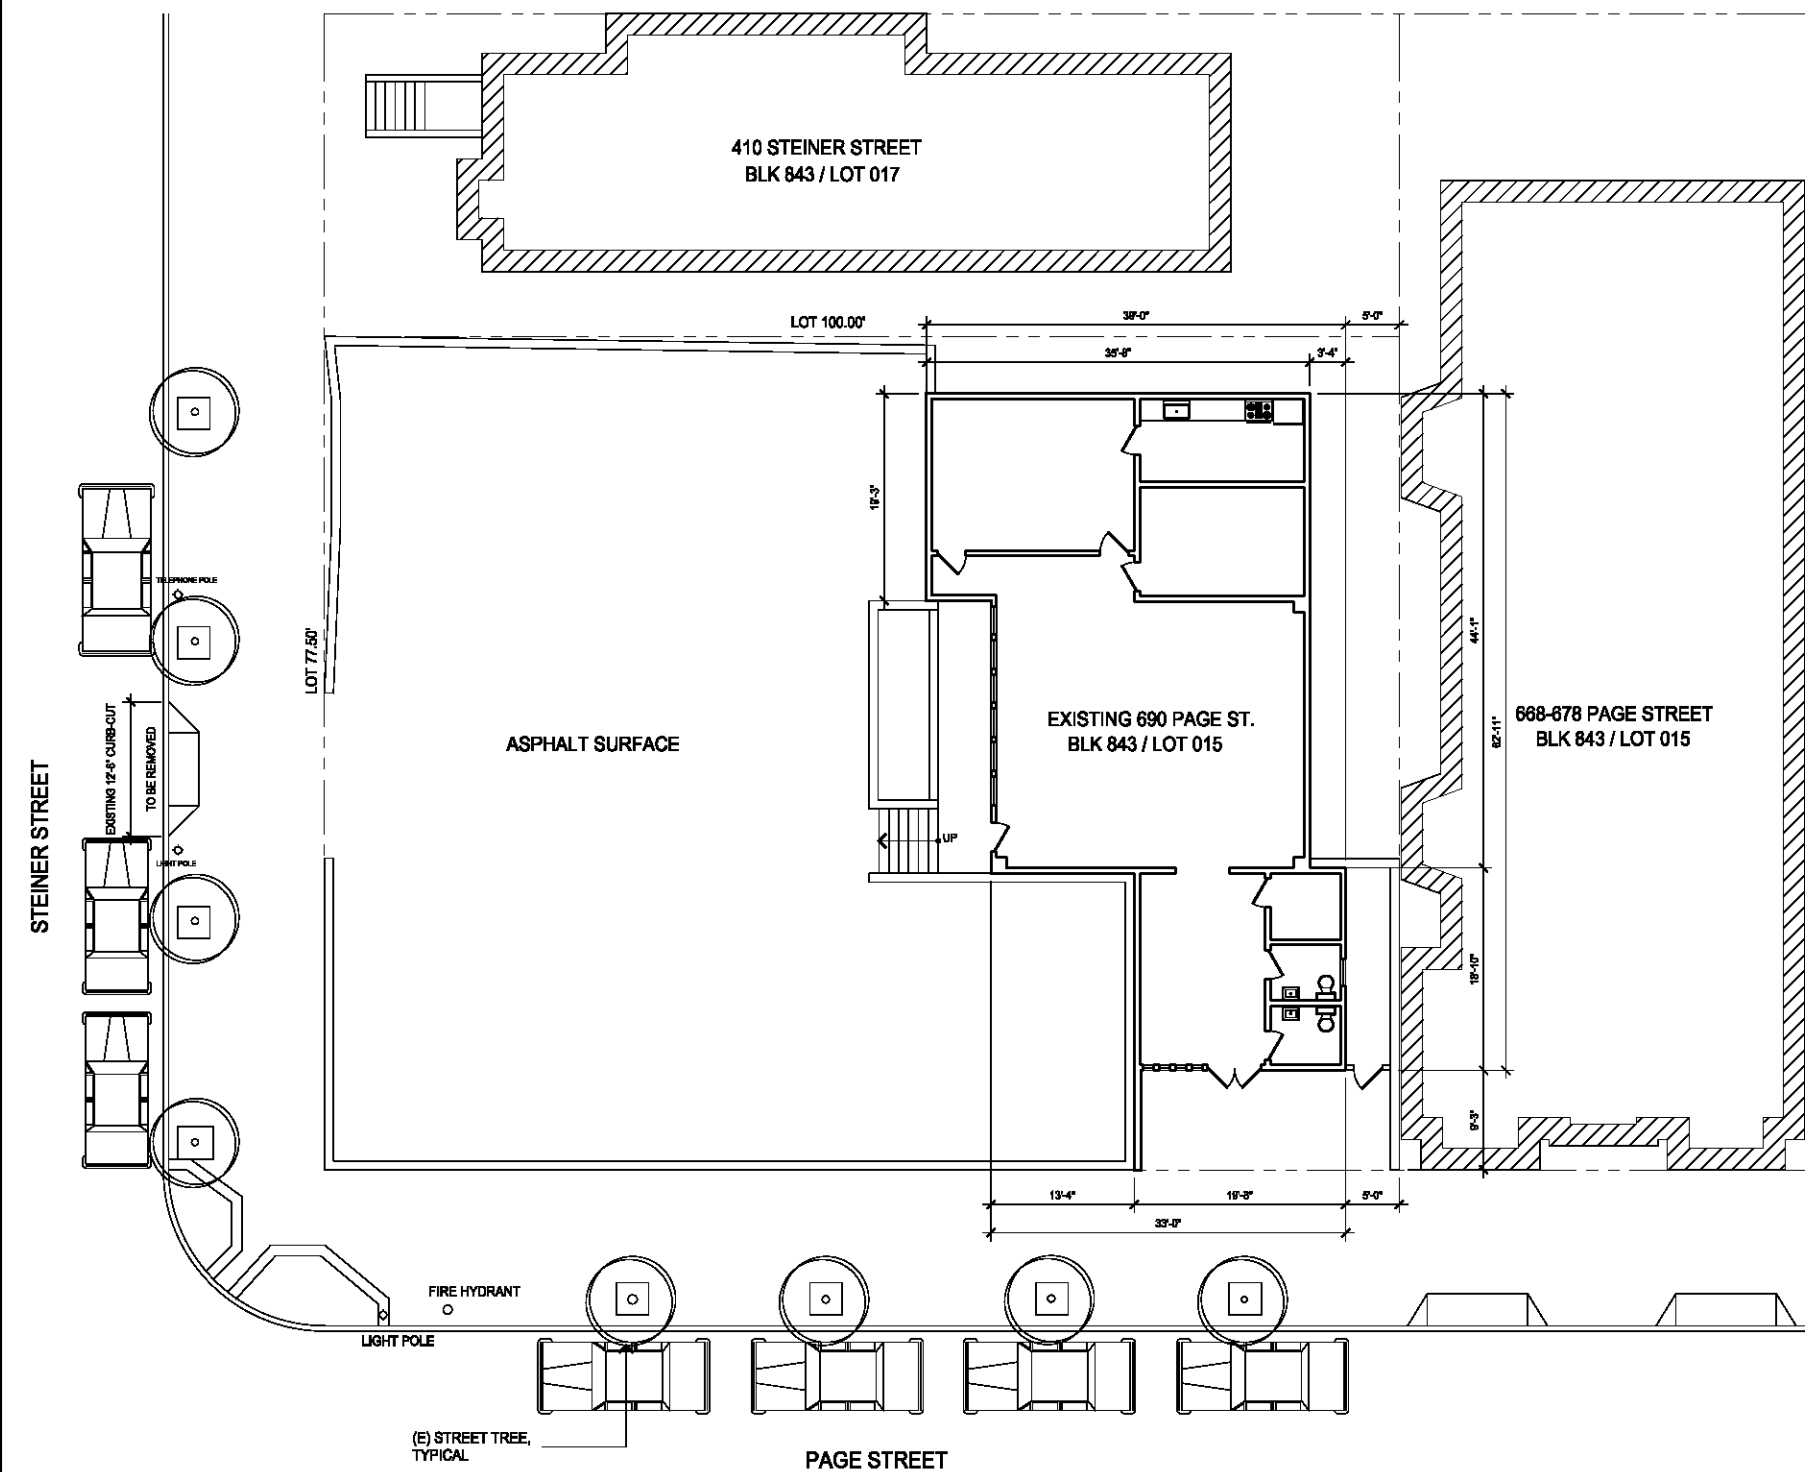 410 STEINER STREET
BLK 843 / LOT 017
LOT 100.00'
39'-0"
5'-0"
35'-8"
3'-4"
19'-3"
TELEPHONE POLE
LOT 77.50'
EXISTING 12'-6" CURB-CUT
TO BE REMOVED
STEINER STREET
LIGHT POLE
ASPHALT SURFACE
UP
EXISTING 690 PAGE ST.
BLK 843 / LOT 015
44'-1"
62'-11"
668-678 PAGE STREET
BLK 843 / LOT 015
18'-10"
9'-3"
13'-4"
19'-8"
5'-0"
33'-0"
FIRE HYDRANT
LIGHT POLE
(E) STREET TREE,
TYPICAL
PAGE STREET